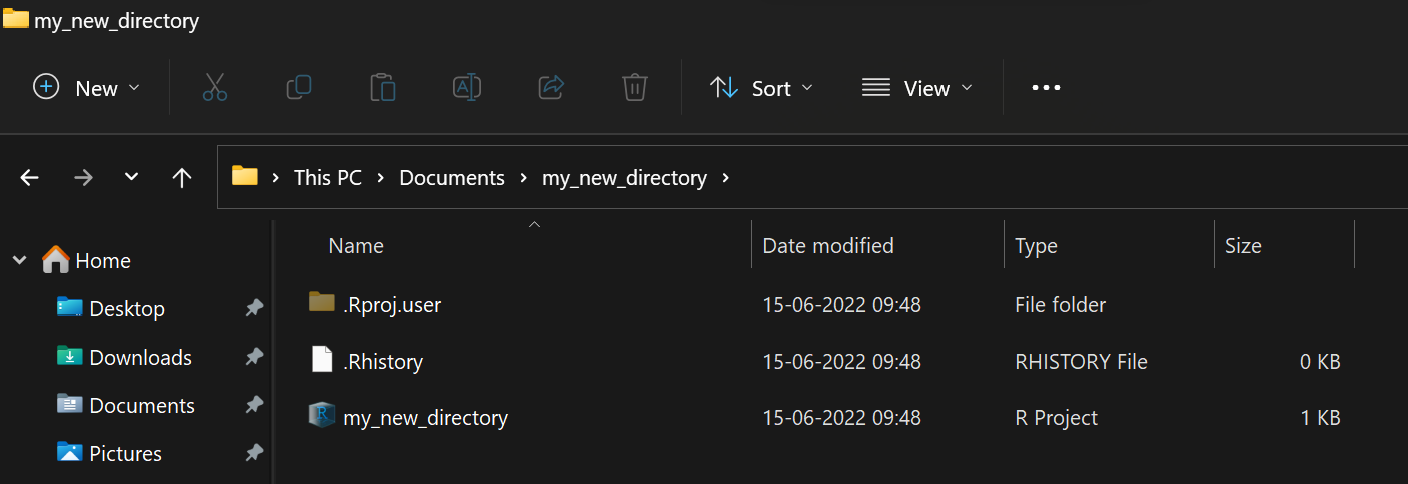 my_new_directory
New Sort View
This PC Documents my_new_directory
Name Date modified Type Size
Home
.Rproj.user 15-06-2022 09:48 File folder
Desktop
Downloads
.Rhistory 15-06-2022 09:48 RHISTORY File 0 KB
Documents
my_new_directory 15-06-2022 09:48 R Project 1 KB
Pictures